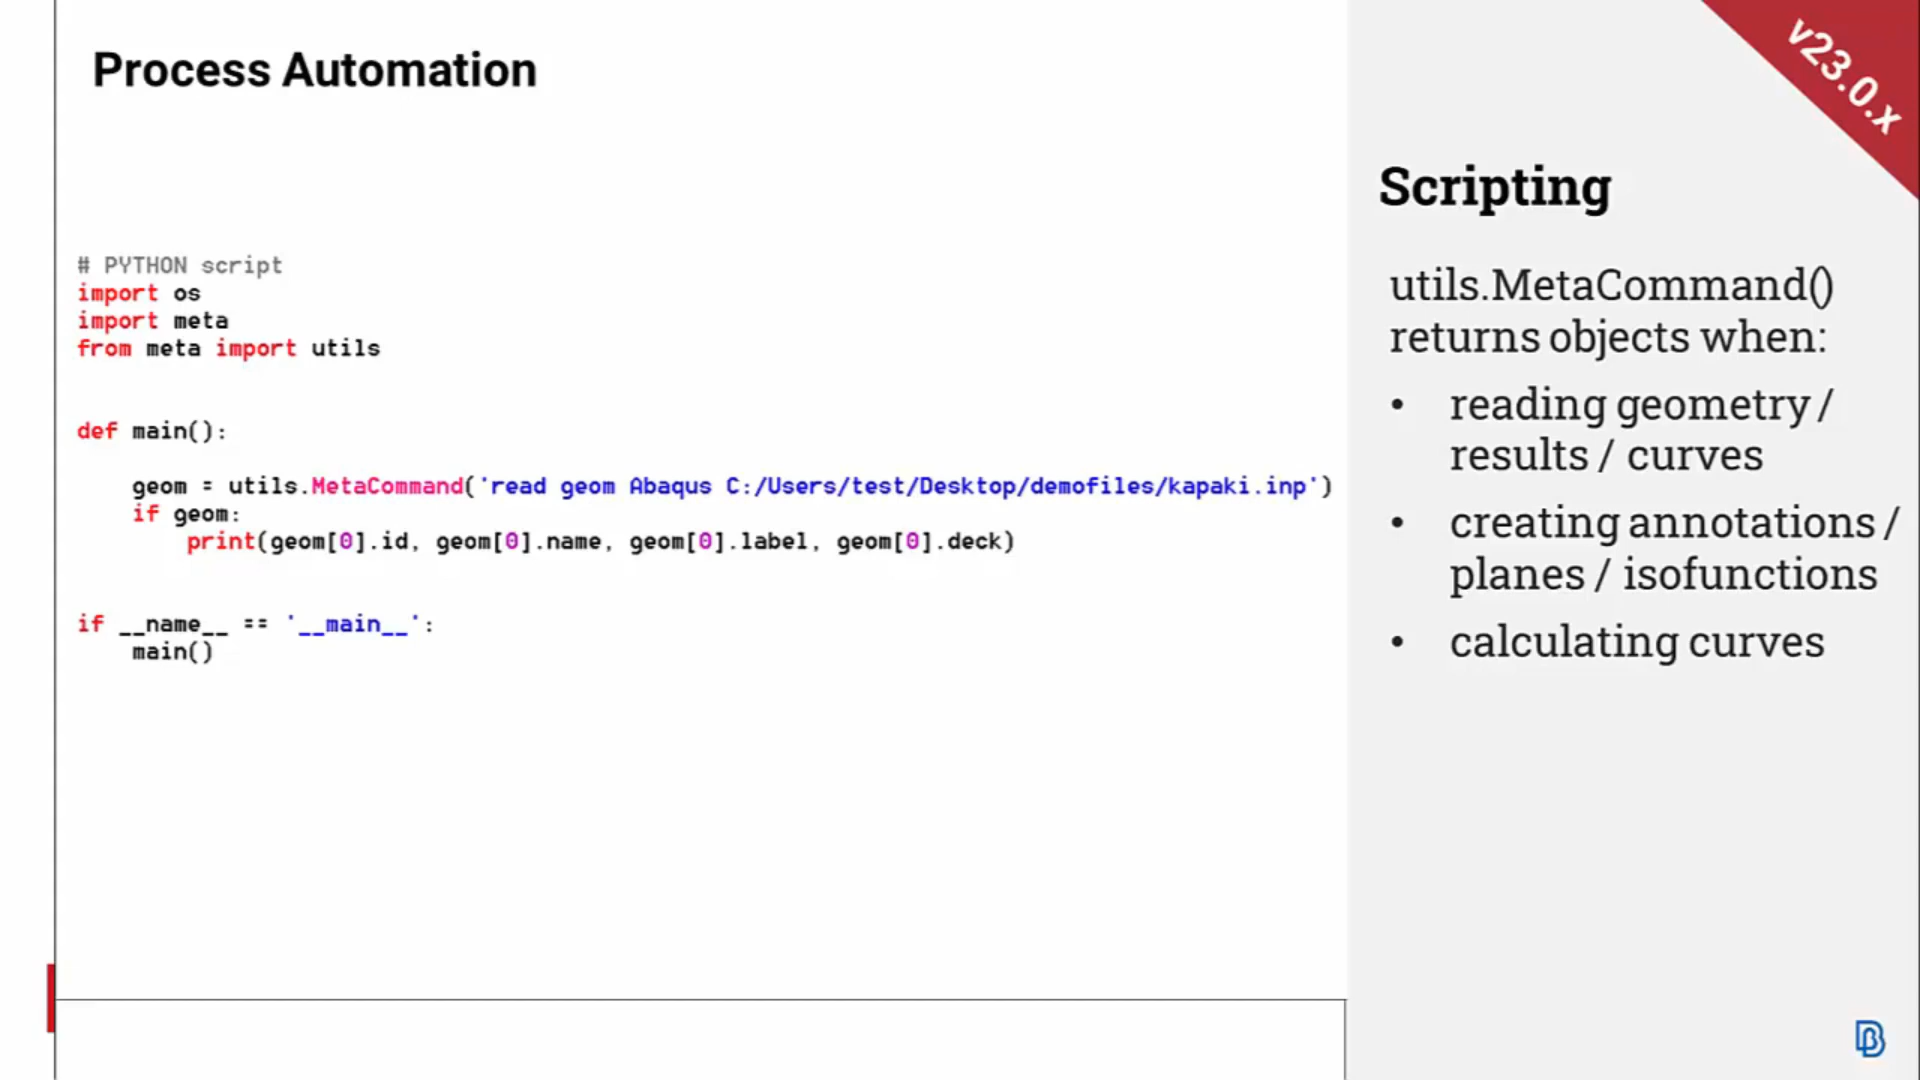 Process Automation
# PYTHON script
import os
import meta
from meta import utils
def main():
geom = utils.MetaCommand('read geom Abaqus C:/Users/test/Desktop/demofiles/kapaki.inp')
if geom:
print(geom[0].id, geom[0].name, geom[0].label, geom[0].deck)
if __name__ == '__main__':
main()
v23.0.x
Scripting
utils.MetaCommand()
returns objects when:
• reading geometry /
results / curves
• creating annotations /
planes / isofunctions
• calculating curves